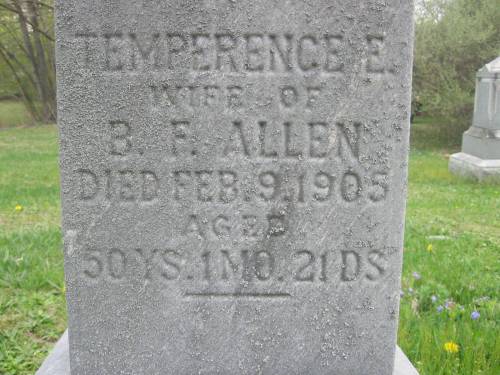 TEMPERENCE E.
WIFE OF
B. F. ALLEN
DIED FEB. 9. 1905
AGED
50 YS. 1 MO. 21 DS